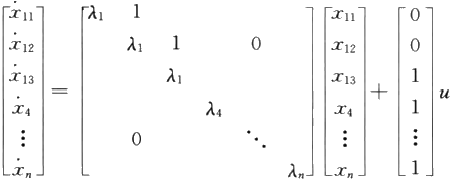 ẋ₁₁ λ₁ 1 x₁₁ 0
ẋ₁₂ λ₁ 1 0 x₁₂ 0
ẋ₁₃ = λ₁ x₁₃ + 1 u
ẋ₄ λ₄ x₄ 1
⋮ 0 ⋱ ⋮ ⋮
ẋₙ λₙ xₙ 1